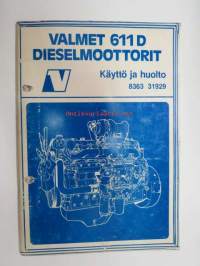 VALMET 611 D
DIESELMOOTTORIT
Käyttö ja huolto
8363 31929